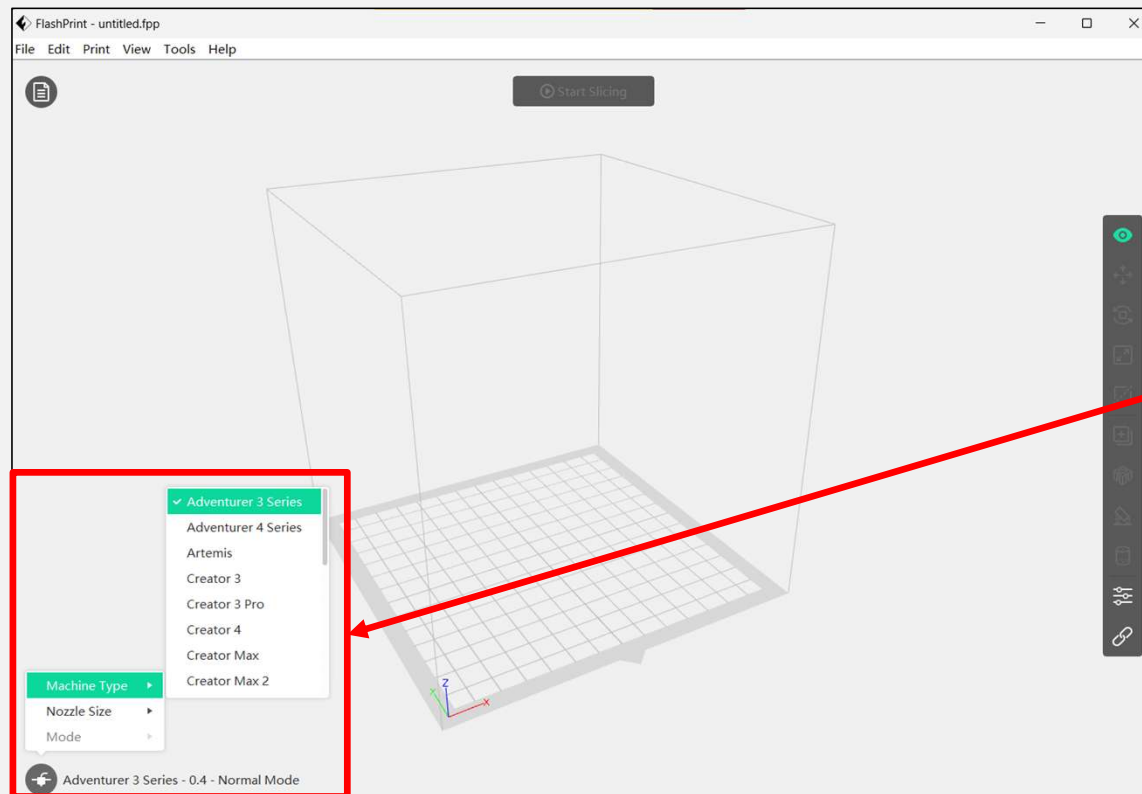 FlashPrint - untitled.fpp
File Edit Print View Tools Help
Start Slicing
Adventurer 3 Series
Adventurer 4 Series
Artemis
Creator 3
Creator 3 Pro
Creator 4
Creator Max
Creator Max 2
Machine Type
Nozzle Size
Mode
Z
Y
X
Adventurer 3 Series - 0.4 - Normal Mode